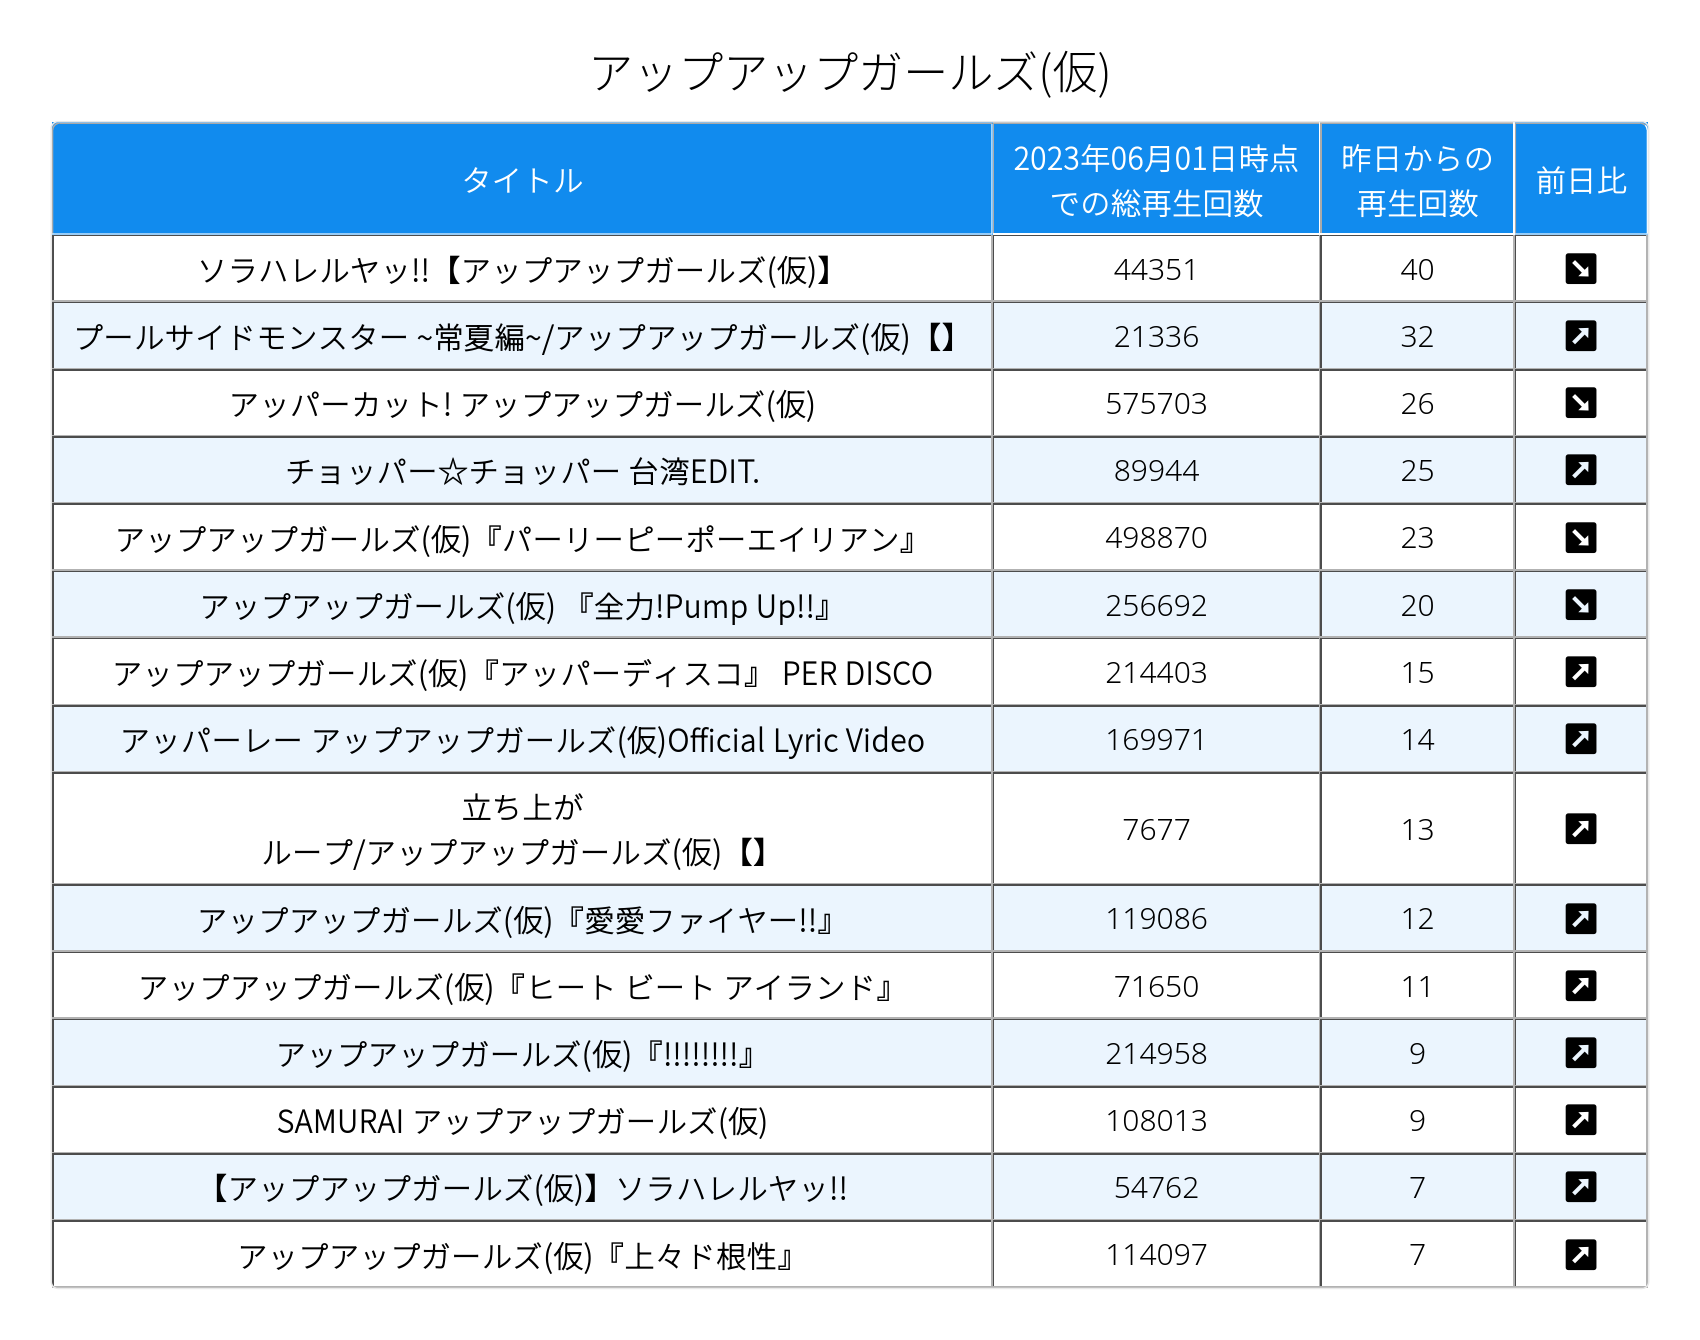 アップアップガールズ(仮)
タイトル 2023年06月01日時点での総再生回数 昨日からの再生回数 前日比
ソラハレルヤッ!!【アップアップガールズ(仮)】 44351 40
プールサイドモンスター ~常夏編~/アップアップガールズ(仮)【】 21336 32
アッパーカット! アップアップガールズ(仮) 575703 26
チョッパー☆チョッパー 台湾EDIT. 89944 25
アップアップガールズ(仮)『パーリーピーポーエイリアン』 498870 23
アップアップガールズ(仮) 『全力!Pump Up!!』 256692 20
アップアップガールズ(仮)『アッパーディスコ』 PER DISCO 214403 15
アッパーレー アップアップガールズ(仮)Official Lyric Video 169971 14
立ち上が
ループ/アップアップガールズ(仮)【】 7677 13
アップアップガールズ(仮)『愛愛ファイヤー!!』 119086 12
アップアップガールズ(仮)『ヒート ビート アイランド』 71650 11
アップアップガールズ(仮)『!!!!!!!!』 214958 9
SAMURAI アップアップガールズ(仮) 108013 9
【アップアップガールズ(仮)】ソラハレルヤッ!! 54762 7
アップアップガールズ(仮)『上々ド根性』 114097 7